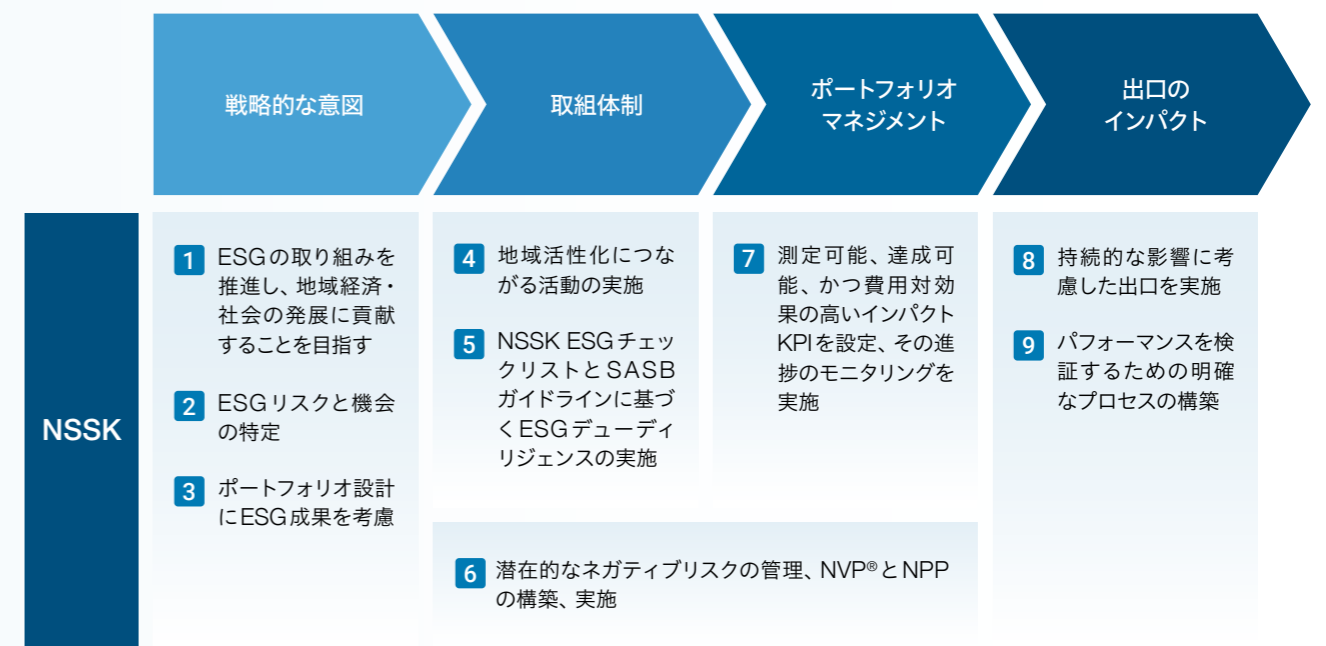 戦略的な意図
取組体制
ポートフォリオ
マネジメント
出口の
インパクト
NSSK
1 ESGの取り組みを
推進し、地域経済・
社会の発展に貢献
することを目指す
2 ESGリスクと機会
の特定
3 ポートフォリオ設計
にESG成果を考慮
4 地域活性化につな
がる活動の実施
5 NSSK ESGチェッ
クリストとSASB
ガイドラインに基づ
くESGデューディ
リジェンスの実施
6 潜在的なネガティブリスクの管理、NVP®とNPP
の構築、実施
7 測定可能、達成可
能、かつ費用対効
果の高いインパクト
KPIを設定、その進
捗のモニタリングを
実施
8 持続的な影響に考
慮した出口を実施
9 パフォーマンスを検
証するための明確
なプロセスの構築